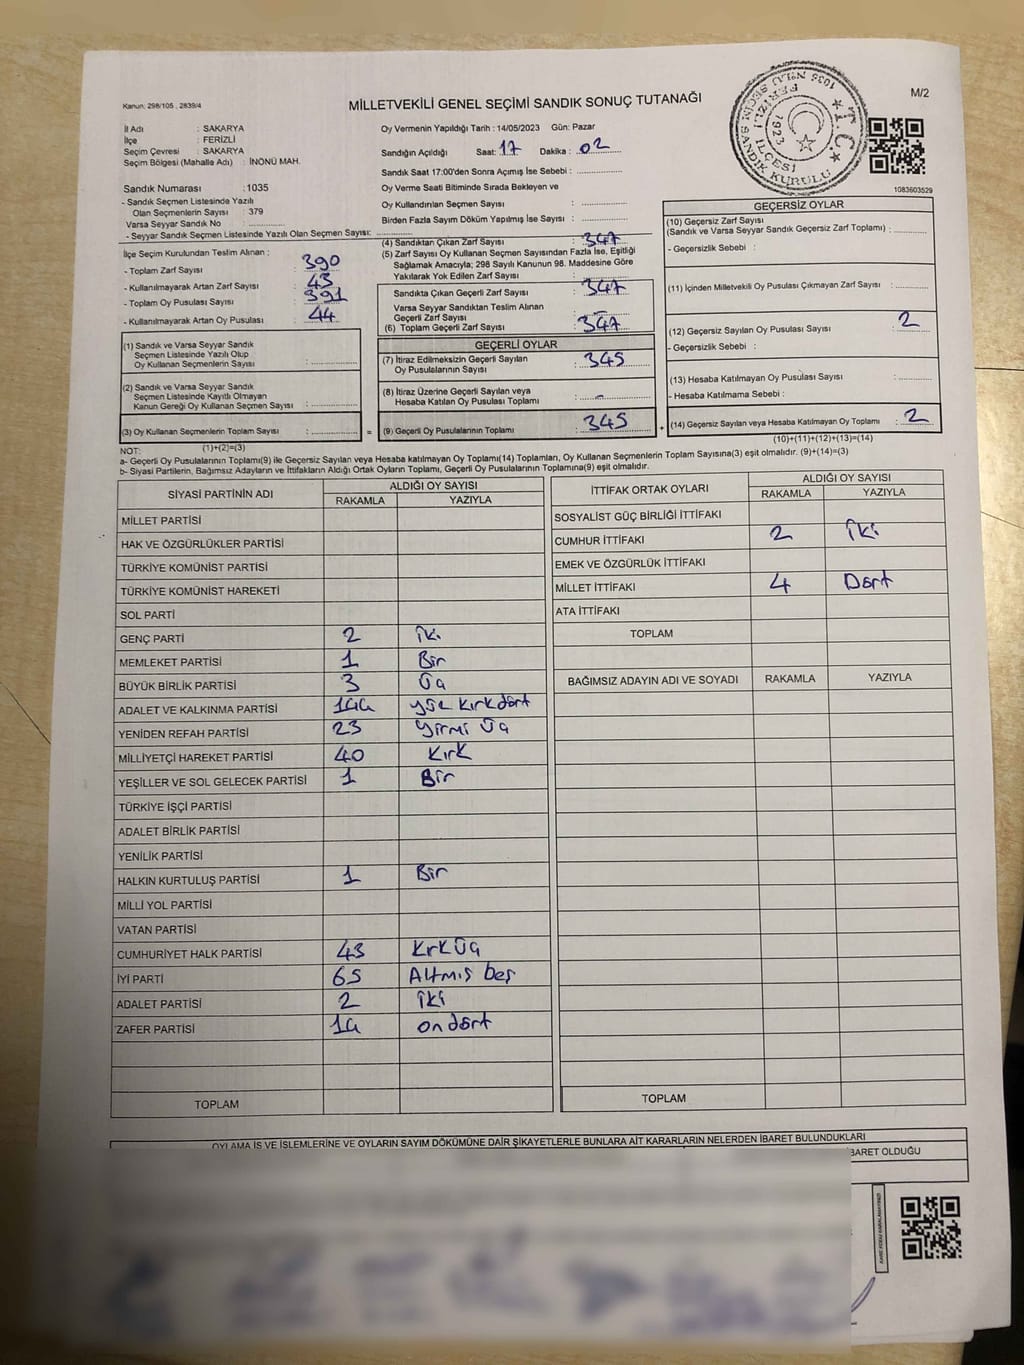 Kanun: 298/105 , 2839/4
MİLLETVEKİLİ GENEL SEÇİMİ SANDIK SONUÇ TUTANAĞI
M/2
T.C.
FERİZLİ İLÇESİ
1035 NOLU
SEÇİM SANDIK KURULU
1923
İl Adı : SAKARYA
İlçe : FERİZLİ
Seçim Çevresi : SAKARYA
Seçim Bölgesi (Mahalle Adı) : İNÖNÜ MAH.
Sandık Numarası : 1035
- Sandık Seçmen Listesinde Yazılı
Olan Seçmenlerin Sayısı : 379
Varsa Seyyar Sandık No :
- Seyyar Sandık Seçmen Listesinde Yazılı Olan Seçmen Sayısı:
Oy Vermenin Yapıldığı Tarih : 14/05/2023 Gün: Pazar
Sandığın Açıldığı Saat: 17 Dakika : 02
Sandık Saat 17:00'den Sonra Açımış İse Sebebi :
Oy Verme Saati Bitiminde Sırada Bekleyen ve
Oy Kullandırılan Seçmen Sayısı :
Birden Fazla Sayım Döküm Yapılmış İse Sayısı :
1083603529
İlçe Seçim Kurulundan Teslim Alınan :
- Toplam Zarf Sayısı : 390
- Kullanılmayarak Artan Zarf Sayısı : 43
- Toplam Oy Pusulası Sayısı : 391
- Kullanılmayarak Artan Oy Pusulası : 44
(1) Sandık ve Varsa Seyyar Sandık
Seçmen Listesinde Yazılı Olup
Oy Kullanan Seçmenlerin Sayısı :
(2) Sandık ve Varsa Seyyar Sandık
Seçmen Listesinde Kayıtlı Olmayan
Kanun Gereği Oy Kullanan Seçmen Sayısı :
(3) Oy Kullanan Seçmenlerin Toplam Sayısı :
(1)+(2)=(3)
(4) Sandıktan Çıkan Zarf Sayısı : 347
(5) Zarf Sayısı Oy Kullanan Seçmen Sayısından Fazla İse, Eşitliği
Sağlamak Amacıyla; 298 Sayılı Kanunun 98. Maddesine Göre
Yakılarak Yok Edilen Zarf Sayısı :
Sandıkta Çıkan Geçerli Zarf Sayısı : 347
Varsa Seyyar Sandıktan Teslim Alınan
Geçerli Zarf Sayısı : -
(6) Toplam Geçerli Zarf Sayısı : 347
GEÇERLİ OYLAR
(7) İtiraz Edilmeksizin Geçerli Sayılan
Oy Pusulalarının Sayısı : 345
(8) İtiraz Üzerine Geçerli Sayılan veya
Hesaba Katılan Oy Pusulası Toplamı : -
= (9) Geçerli Oy Pusulalarının Toplamı : 345 +
GEÇERSİZ OYLAR
(10) Geçersiz Zarf Sayısı
(Sandık ve Varsa Seyyar Sandık Geçersiz Zarf Toplamı) :
- Geçersizlik Sebebi :
(11) İçinden Milletvekili Oy Pusulası Çıkmayan Zarf Sayısı :
(12) Geçersiz Sayılan Oy Pusulası Sayısı : 2
- Geçersizlik Sebebi :
(13) Hesaba Katılmayan Oy Pusulası Sayısı :
- Hesaba Katılmama Sebebi :
(14) Geçersiz Sayılan veya Hesaba Katılmayan Oy Toplamı : 2
(10)+(11)+(12)+(13)=(14)
NOT:
a- Geçerli Oy Pusulalarının Toplamı(9) ile Geçersiz Sayılan veya Hesaba katılmayan Oy Toplamı(14) Toplamları, Oy Kullanan Seçmenlerin Toplam Sayısına(3) eşit olmalıdır. (9)+(14)=(3)
b- Siyasi Partilerin, Bağımsız Adayların ve İttifakların Aldığı Ortak Oyların Toplamı, Geçerli Oy Pusulalarının Toplamına(9) eşit olmalıdır.
SİYASİ PARTİNİN ADI ALDIĞI OY SAYISI
RAKAMLA YAZIYLA
MİLLET PARTİSİ
HAK VE ÖZGÜRLÜKLER PARTİSİ
TÜRKİYE KOMÜNİST PARTİSİ
TÜRKİYE KOMÜNİST HAREKETİ
SOL PARTİ
GENÇ PARTİ 2 iki
MEMLEKET PARTİSİ 1 Bir
BÜYÜK BİRLİK PARTİSİ 3 Üç
ADALET VE KALKINMA PARTİSİ 144 yüz kırkdört
YENİDEN REFAH PARTİSİ 23 yirmi üç
MİLLİYETÇİ HAREKET PARTİSİ 40 Kırk
YEŞİLLER VE SOL GELECEK PARTİSİ 1 Bir
TÜRKİYE İŞÇİ PARTİSİ
ADALET BİRLİK PARTİSİ
YENİLİK PARTİSİ
HALKIN KURTULUŞ PARTİSİ 1 Bir
MİLLİ YOL PARTİSİ
VATAN PARTİSİ
CUMHURİYET HALK PARTİSİ 43 Krk Üç
İYİ PARTİ 65 Altmış beş
ADALET PARTİSİ 2 iki
ZAFER PARTİSİ 14 on dört
TOPLAM
İTTİFAK ORTAK OYLARI ALDIĞI OY SAYISI
RAKAMLA YAZIYLA
SOSYALİST GÜÇ BİRLİĞİ İTTİFAKI
CUMHUR İTTİFAKI 2 iki
EMEK VE ÖZGÜRLÜK İTTİFAKI
MİLLET İTTİFAKI 4 Dört
ATA İTTİFAKI
TOPLAM
BAĞIMSIZ ADAYIN ADI VE SOYADI RAKAMLA YAZIYLA
TOPLAM
OYLAMA İŞ VE İŞLEMLERİNE VE OYLARIN SAYIM DÖKÜMÜNE DAİR ŞİKAYETLERLE BUNLARA AİT KARARLARIN NELERDEN İBARET BULUNDUKLARI
BARET OLDUĞU